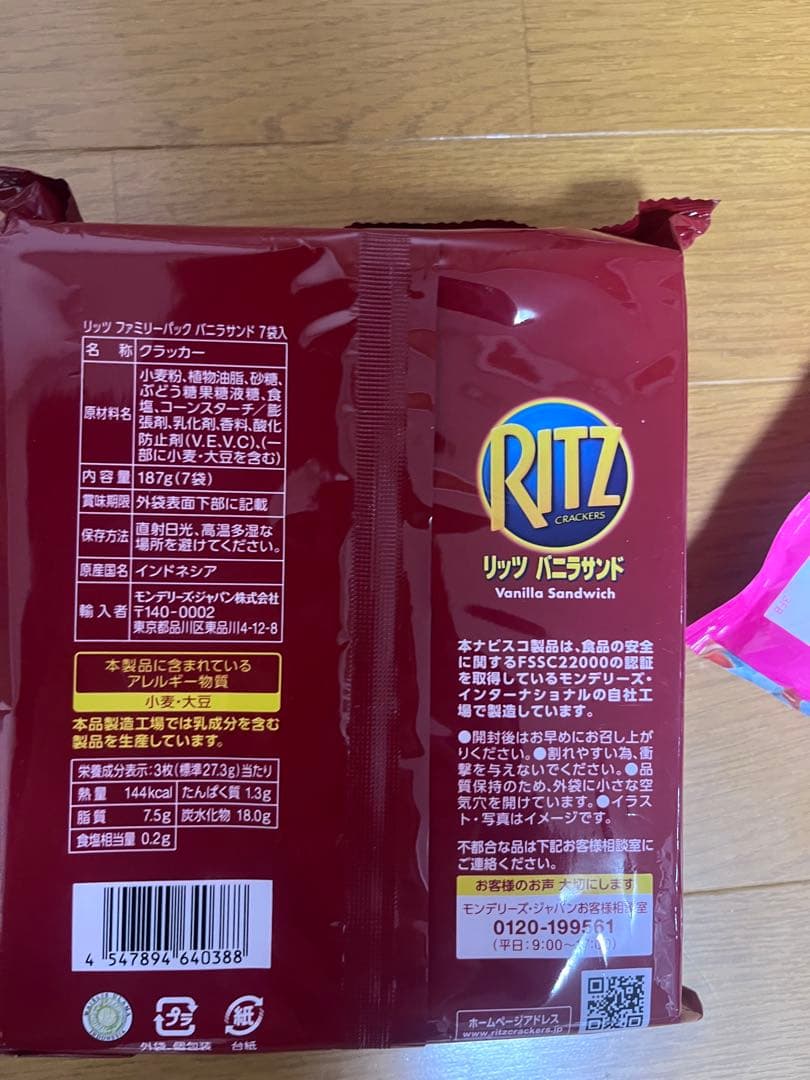 リッツ ファミリーパック バニラサンド 7袋入
名 称 クラッカー
原材料名
小麦粉、植物油脂、砂糖、
ぶどう糖果糖液糖、食
塩、コーンスターチ／膨
張剤、乳化剤、香料、酸化
防止剤(V.E、V.C)、(一
部に小麦・大豆を含む)
内容量 187g(7袋)
賞味期限 外袋表面下部に記載
保存方法
直射日光、高温多湿な
場所を避けてください。
原産国名 インドネシア
輸入者
モンデリーズ・ジャパン株式会社
〒140-0002
東京都品川区東品川4-12-8
本製品に含まれている
アレルギー物質
小麦・大豆
本品製造工場では乳成分を含む
製品を生産しています。
栄養成分表示:3枚(標準27.3g)当たり
熱量 144kcal たんぱく質 1.3g
脂質 7.5g 炭水化物 18.0g
食塩相当量 0.2g
4 547894 640388
プラ
紙
外袋 個包装
台紙
RITZ
CRACKERS
リッツ バニラサンド
Vanilla Sandwich
本ナビスコ製品は、食品の安全
に関するFSSC22000の認証
を取得しているモンデリーズ・
インターナショナルの自社工
場で製造しています。
●開封後はお早めにお召し上が
りください。●割れやすい為、衝
撃を与えないでください。●品
質保持のため、外袋に小さな空
気穴を開けています。●イラス
ト・写真はイメージです。
不都合な品は下記お客様相談室に
ご連絡ください。
お客様のお声 大切にします
モンデリーズ・ジャパンお客様相談室
0120-199561
(平日:9:00～17:00)
ホームページアドレス
www.ritzcrackers.jp